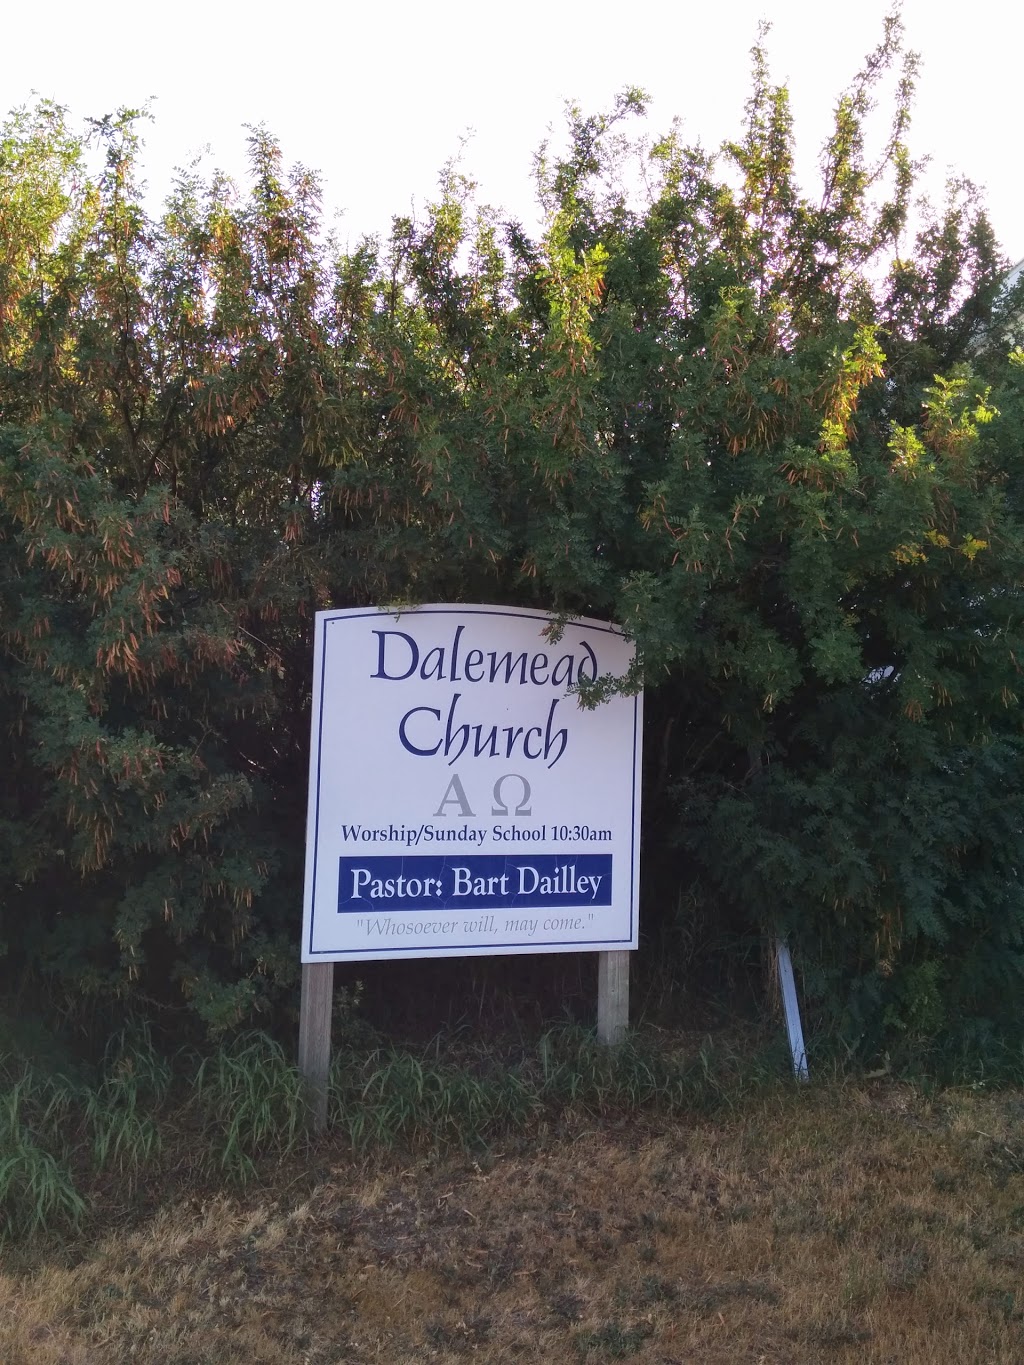 Dalemead
Church
Α Ω
Worship/Sunday School 10:30am
Pastor: Bart Dailley
"Whosoever will, may come."